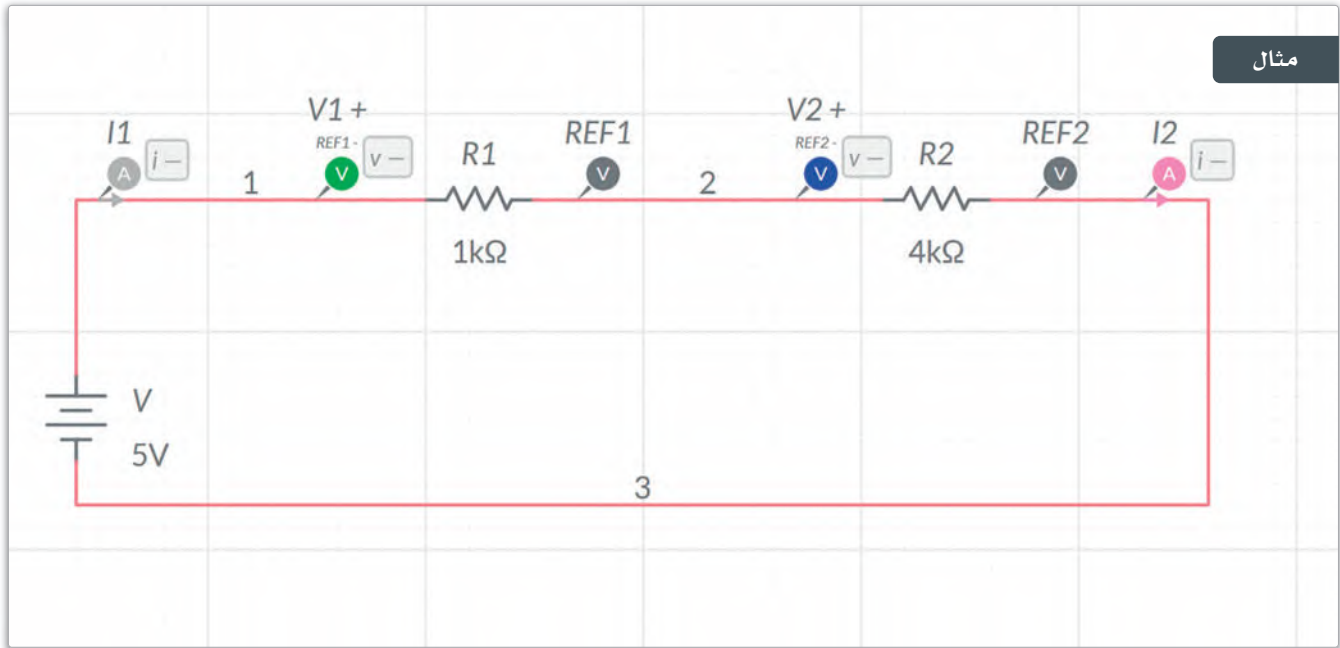 مثال
V1 +
V2 +
I1
REF1 -
REF1
REF2 -
REF2
I2
A
i –
V
v –
R1
V
V
v –
R2
V
A
i –
1
2
1kΩ
4kΩ
V
5V
3